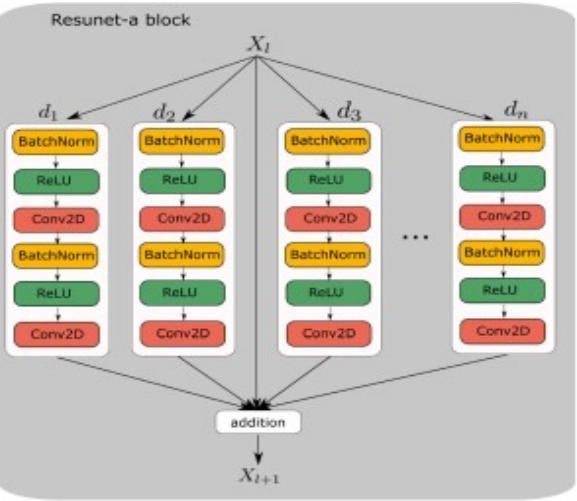 Resunet-a block
X_l
d_1 d_2 d_3 d_n
BatchNorm BatchNorm BatchNorm BatchNorm
ReLU ReLU ReLU ReLU
Conv2D Conv2D Conv2D Conv2D
BatchNorm BatchNorm BatchNorm ... BatchNorm
ReLU ReLU ReLU ReLU
Conv2D Conv2D Conv2D Conv2D
addition
X_{l+1}